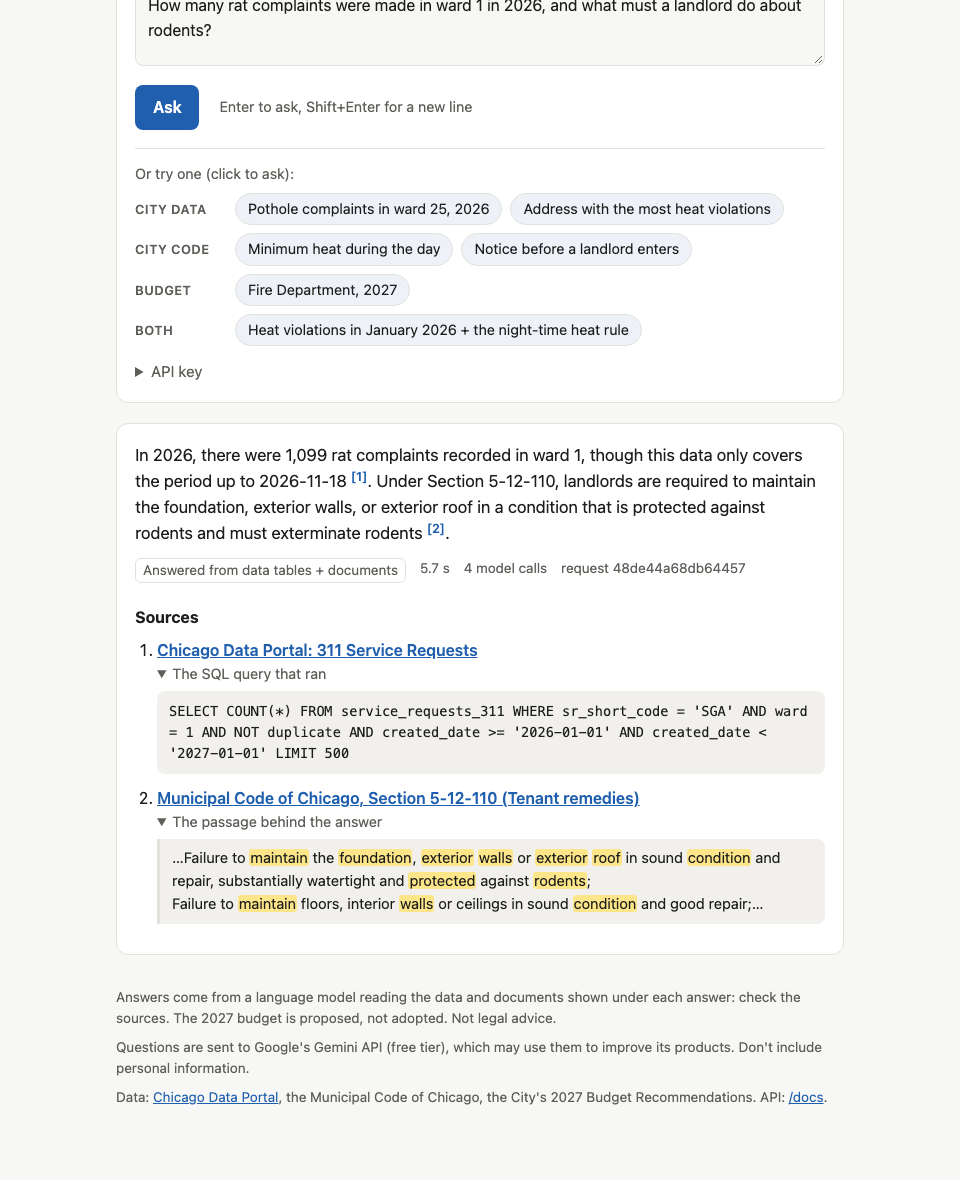 How many rat complaints were made in ward 1 in 2026, and what must a landlord do about
rodents?
Ask
Enter to ask, Shift+Enter for a new line
Or try one (click to ask):
CITY DATA
Pothole complaints in ward 25, 2026
Address with the most heat violations
CITY CODE
Minimum heat during the day
Notice before a landlord enters
BUDGET
Fire Department, 2027
BOTH
Heat violations in January 2026 + the night-time heat rule
API key
In 2026, there were 1,099 rat complaints recorded in ward 1, though this data only covers
the period up to 2026-11-18 [1]. Under Section 5-12-110, landlords are required to maintain
the foundation, exterior walls, or exterior roof in a condition that is protected against
rodents and must exterminate rodents [2].
Answered from data tables + documents
5.7 s
4 model calls
request 48de44a68db64457
Sources
1. Chicago Data Portal: 311 Service Requests
The SQL query that ran
SELECT COUNT(*) FROM service_requests_311 WHERE sr_short_code = 'SGA' AND ward
= 1 AND NOT duplicate AND created_date >= '2026-01-01' AND created_date <
'2027-01-01' LIMIT 500
2. Municipal Code of Chicago, Section 5-12-110 (Tenant remedies)
The passage behind the answer
…Failure to maintain the foundation, exterior walls or exterior roof in sound condition and
repair, substantially watertight and protected against rodents;
Failure to maintain floors, interior walls or ceilings in sound condition and good repair;…
Answers come from a language model reading the data and documents shown under each answer: check the
sources. The 2027 budget is proposed, not adopted. Not legal advice.
Questions are sent to Google's Gemini API (free tier), which may use them to improve its products. Don't include
personal information.
Data: Chicago Data Portal, the Municipal Code of Chicago, the City's 2027 Budget Recommendations. API: /docs.